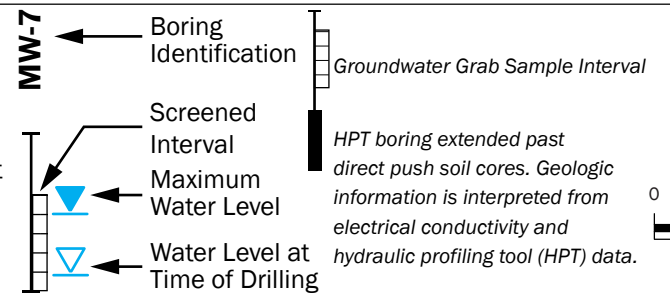 MW-7
Boring
Identification
Screened
Interval
Maximum
Water Level
Water Level at
Time of Drilling
Groundwater Grab Sample Interval
HPT boring extended past
direct push soil cores. Geologic
information is interpreted from
electrical conductivity and
hydraulic profiling tool (HPT) data.
0